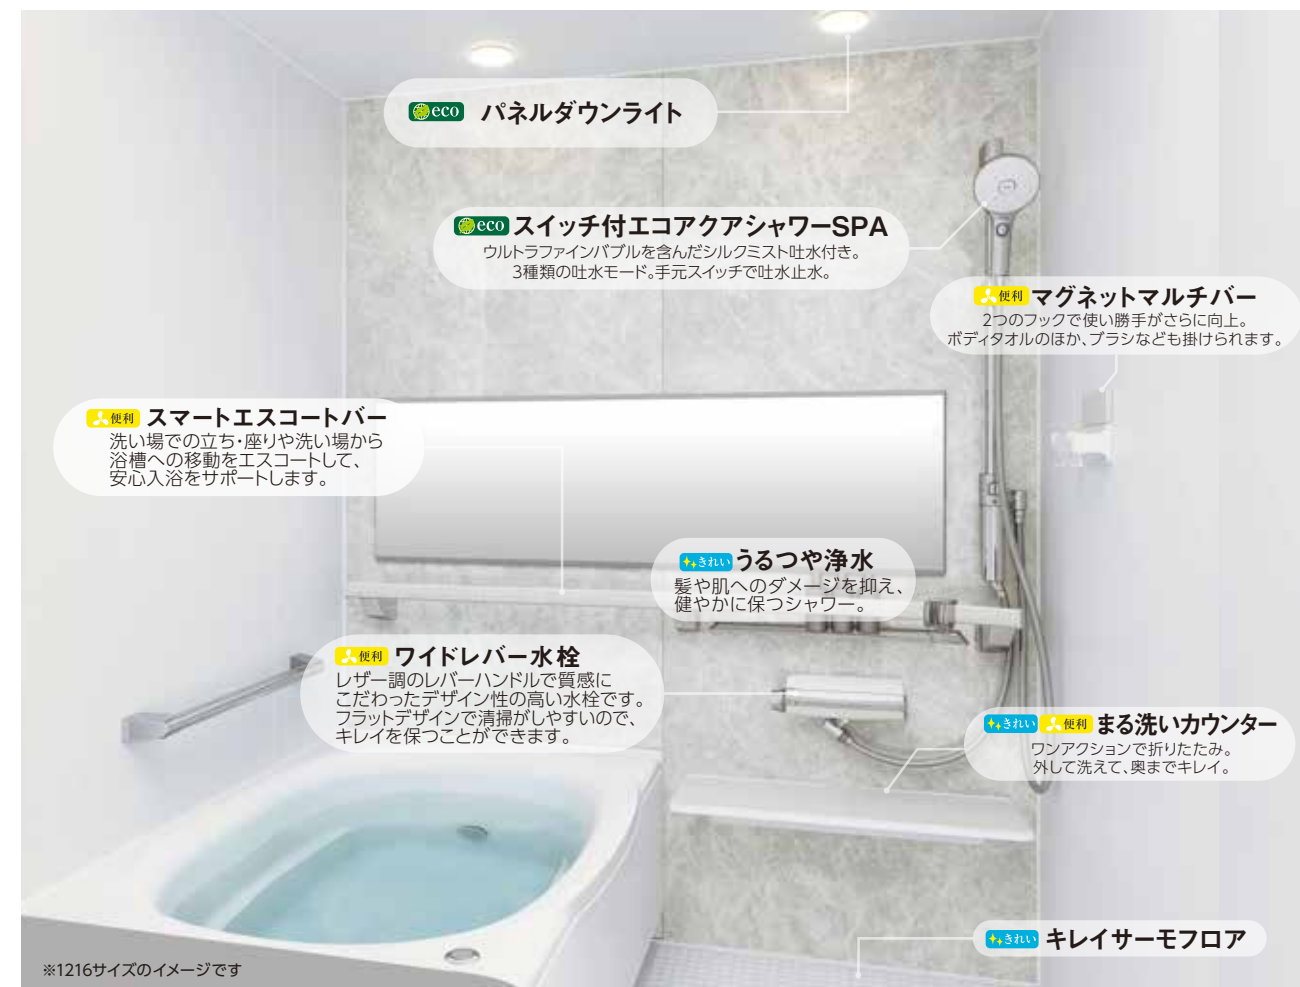 eco パネルダウンライト
eco スイッチ付エコアクアシャワーSPA
ウルトラファインバブルを含んだシルクミスト吐水付き。
3種類の吐水モード。手元スイッチで吐水止水。
便利 マグネットマルチバー
2つのフックで使い勝手がさらに向上。
ボディタオルのほか、ブラシなども掛けられます。
便利 スマートエスコートバー
洗い場での立ち・座りや洗い場から
浴槽への移動をエスコートして、
安心入浴をサポートします。
きれい うるつや浄水
髪や肌へのダメージを抑え、
健やかに保つシャワー。
便利 ワイドレバー水栓
レザー調のレバーハンドルで質感に
こだわったデザイン性の高い水栓です。
フラットデザインで清掃がしやすいので、
キレイを保つことができます。
きれい 便利 まる洗いカウンター
ワンアクションで折りたたみ。
外して洗えて、奥までキレイ。
きれい キレイサーモフロア
※1216サイズのイメージです